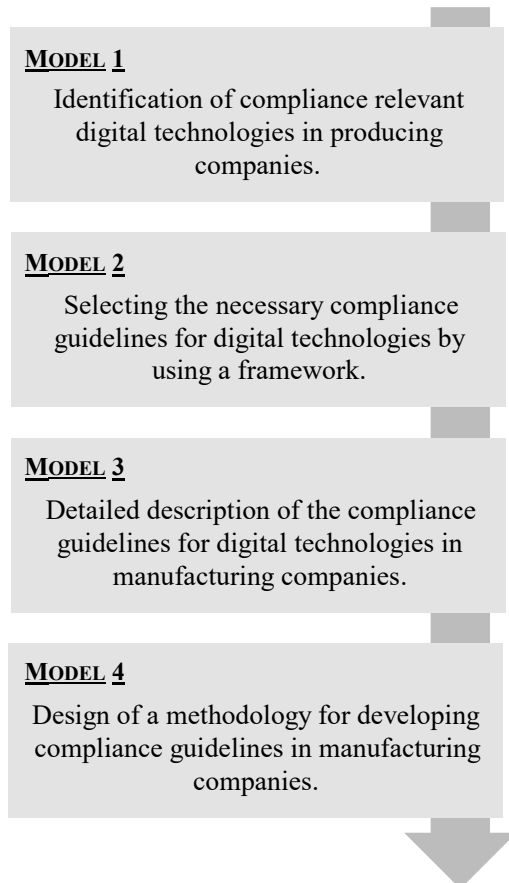 MODEL 1
Identification of compliance relevant
digital technologies in producing
companies.
MODEL 2
Selecting the necessary compliance
guidelines for digital technologies by
using a framework.
MODEL 3
Detailed description of the compliance
guidelines for digital technologies in
manufacturing companies.
MODEL 4
Design of a methodology for developing
compliance guidelines in manufacturing
companies.